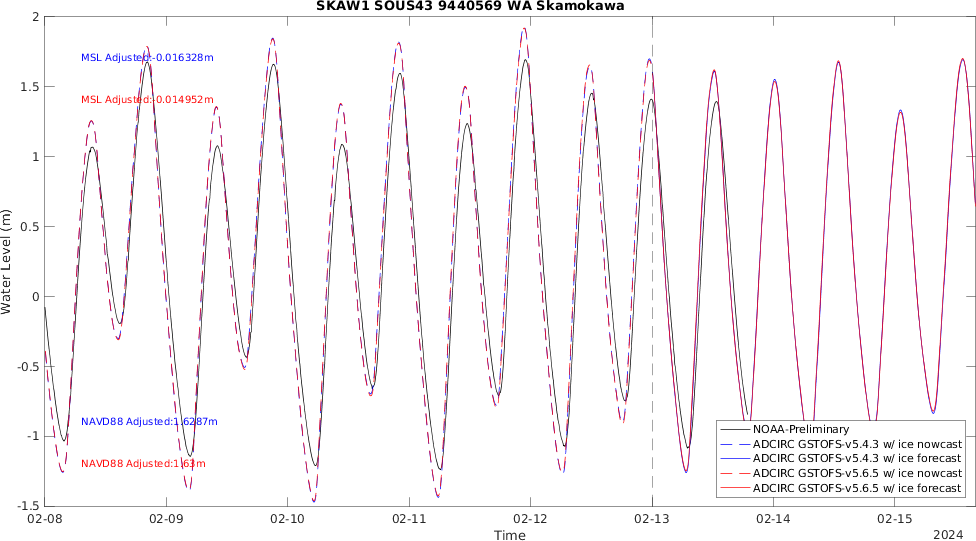 SKAW1 SOUS43 9440569 WA Skamokawa
2
1.5
1
0.5
0
-0.5
-1
-1.5
Water Level (m)
MSL Adjusted:-0.016328m
MSL Adjusted:-0.014952m
NAVD88 Adjusted:1.6287m
NAVD88 Adjusted:1.63m
NOAA-Preliminary
ADCIRC GSTOFS-v5.4.3 w/ ice nowcast
ADCIRC GSTOFS-v5.4.3 w/ ice forecast
ADCIRC GSTOFS-v5.6.5 w/ ice nowcast
ADCIRC GSTOFS-v5.6.5 w/ ice forecast
02-08 02-09 02-10 02-11 02-12 02-13 02-14 02-15
Time
2024